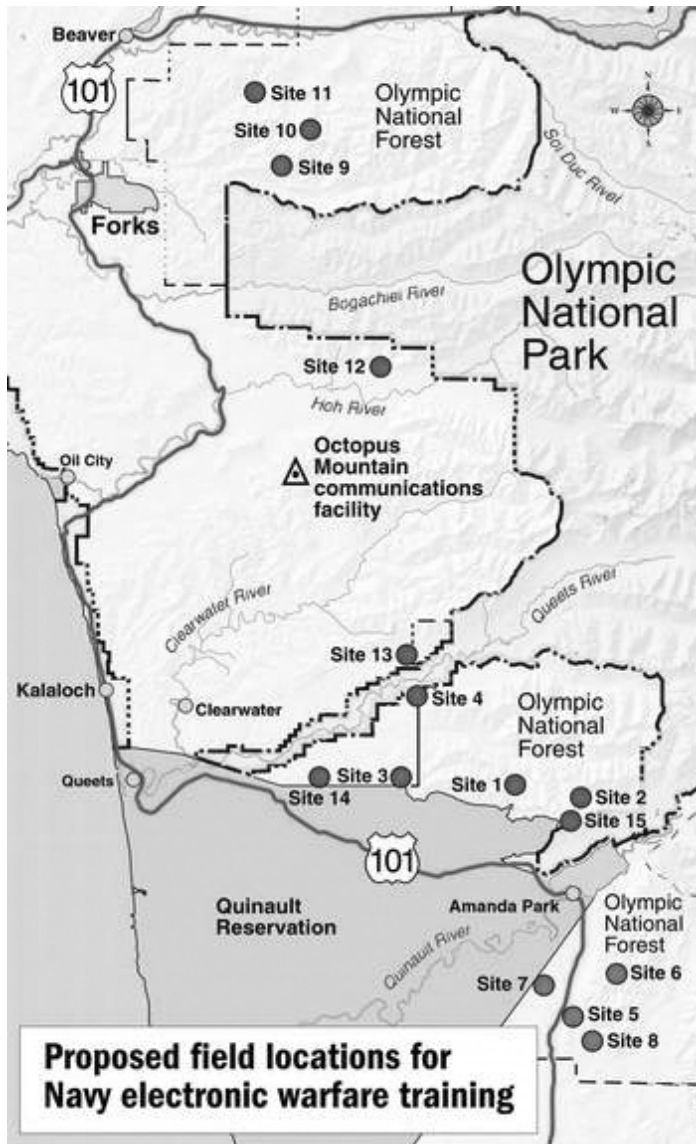 Beaver
101
Site 11
Site 10
Site 9
Olympic
National
Forest
N
W
E
S
Sol Duc River
Forks
Olympic
National
Park
Bogachiel River
Site 12
Hoh River
Octopus
Mountain
communications
facility
Oil City
Clearwater River
Queets River
Site 13
Kalaloch
Clearwater
Site 4
Olympic
National
Forest
Queets
Site 14
Site 3
Site 1
Site 2
Site 15
101
Quinault
Reservation
Amanda Park
Olympic
National
Forest
Quinault River
Site 6
Site 7
Site 5
Site 8
Proposed field locations for
Navy electronic warfare training